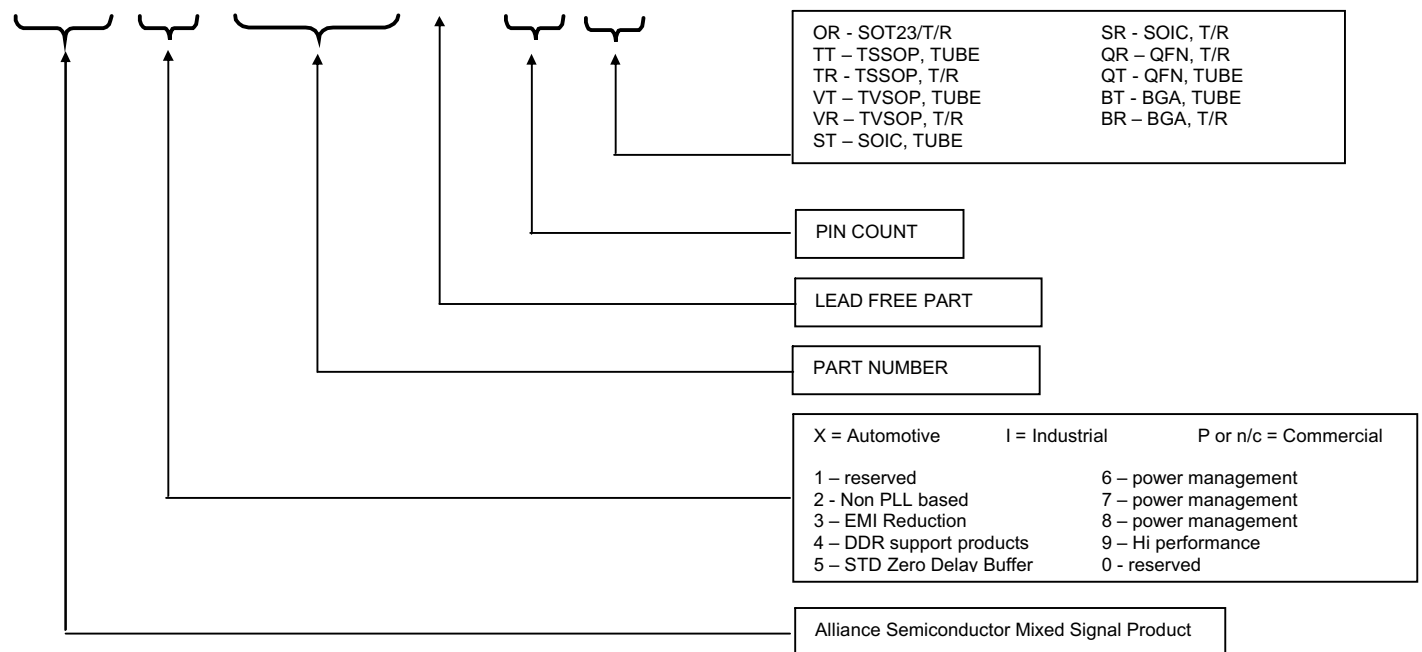 OR - SOT23/T/R SR - SOIC, T/R
TT – TSSOP, TUBE QR – QFN, T/R
TR - TSSOP, T/R QT - QFN, TUBE
VT – TVSOP, TUBE BT - BGA, TUBE
VR – TVSOP, T/R BR – BGA, T/R
ST – SOIC, TUBE
PIN COUNT
LEAD FREE PART
PART NUMBER
X = Automotive I = Industrial P or n/c = Commercial
1 – reserved 6 – power management
2 - Non PLL based 7 – power management
3 – EMI Reduction 8 – power management
4 – DDR support products 9 – Hi performance
5 – STD Zero Delay Buffer 0 - reserved
Alliance Semiconductor Mixed Signal Product